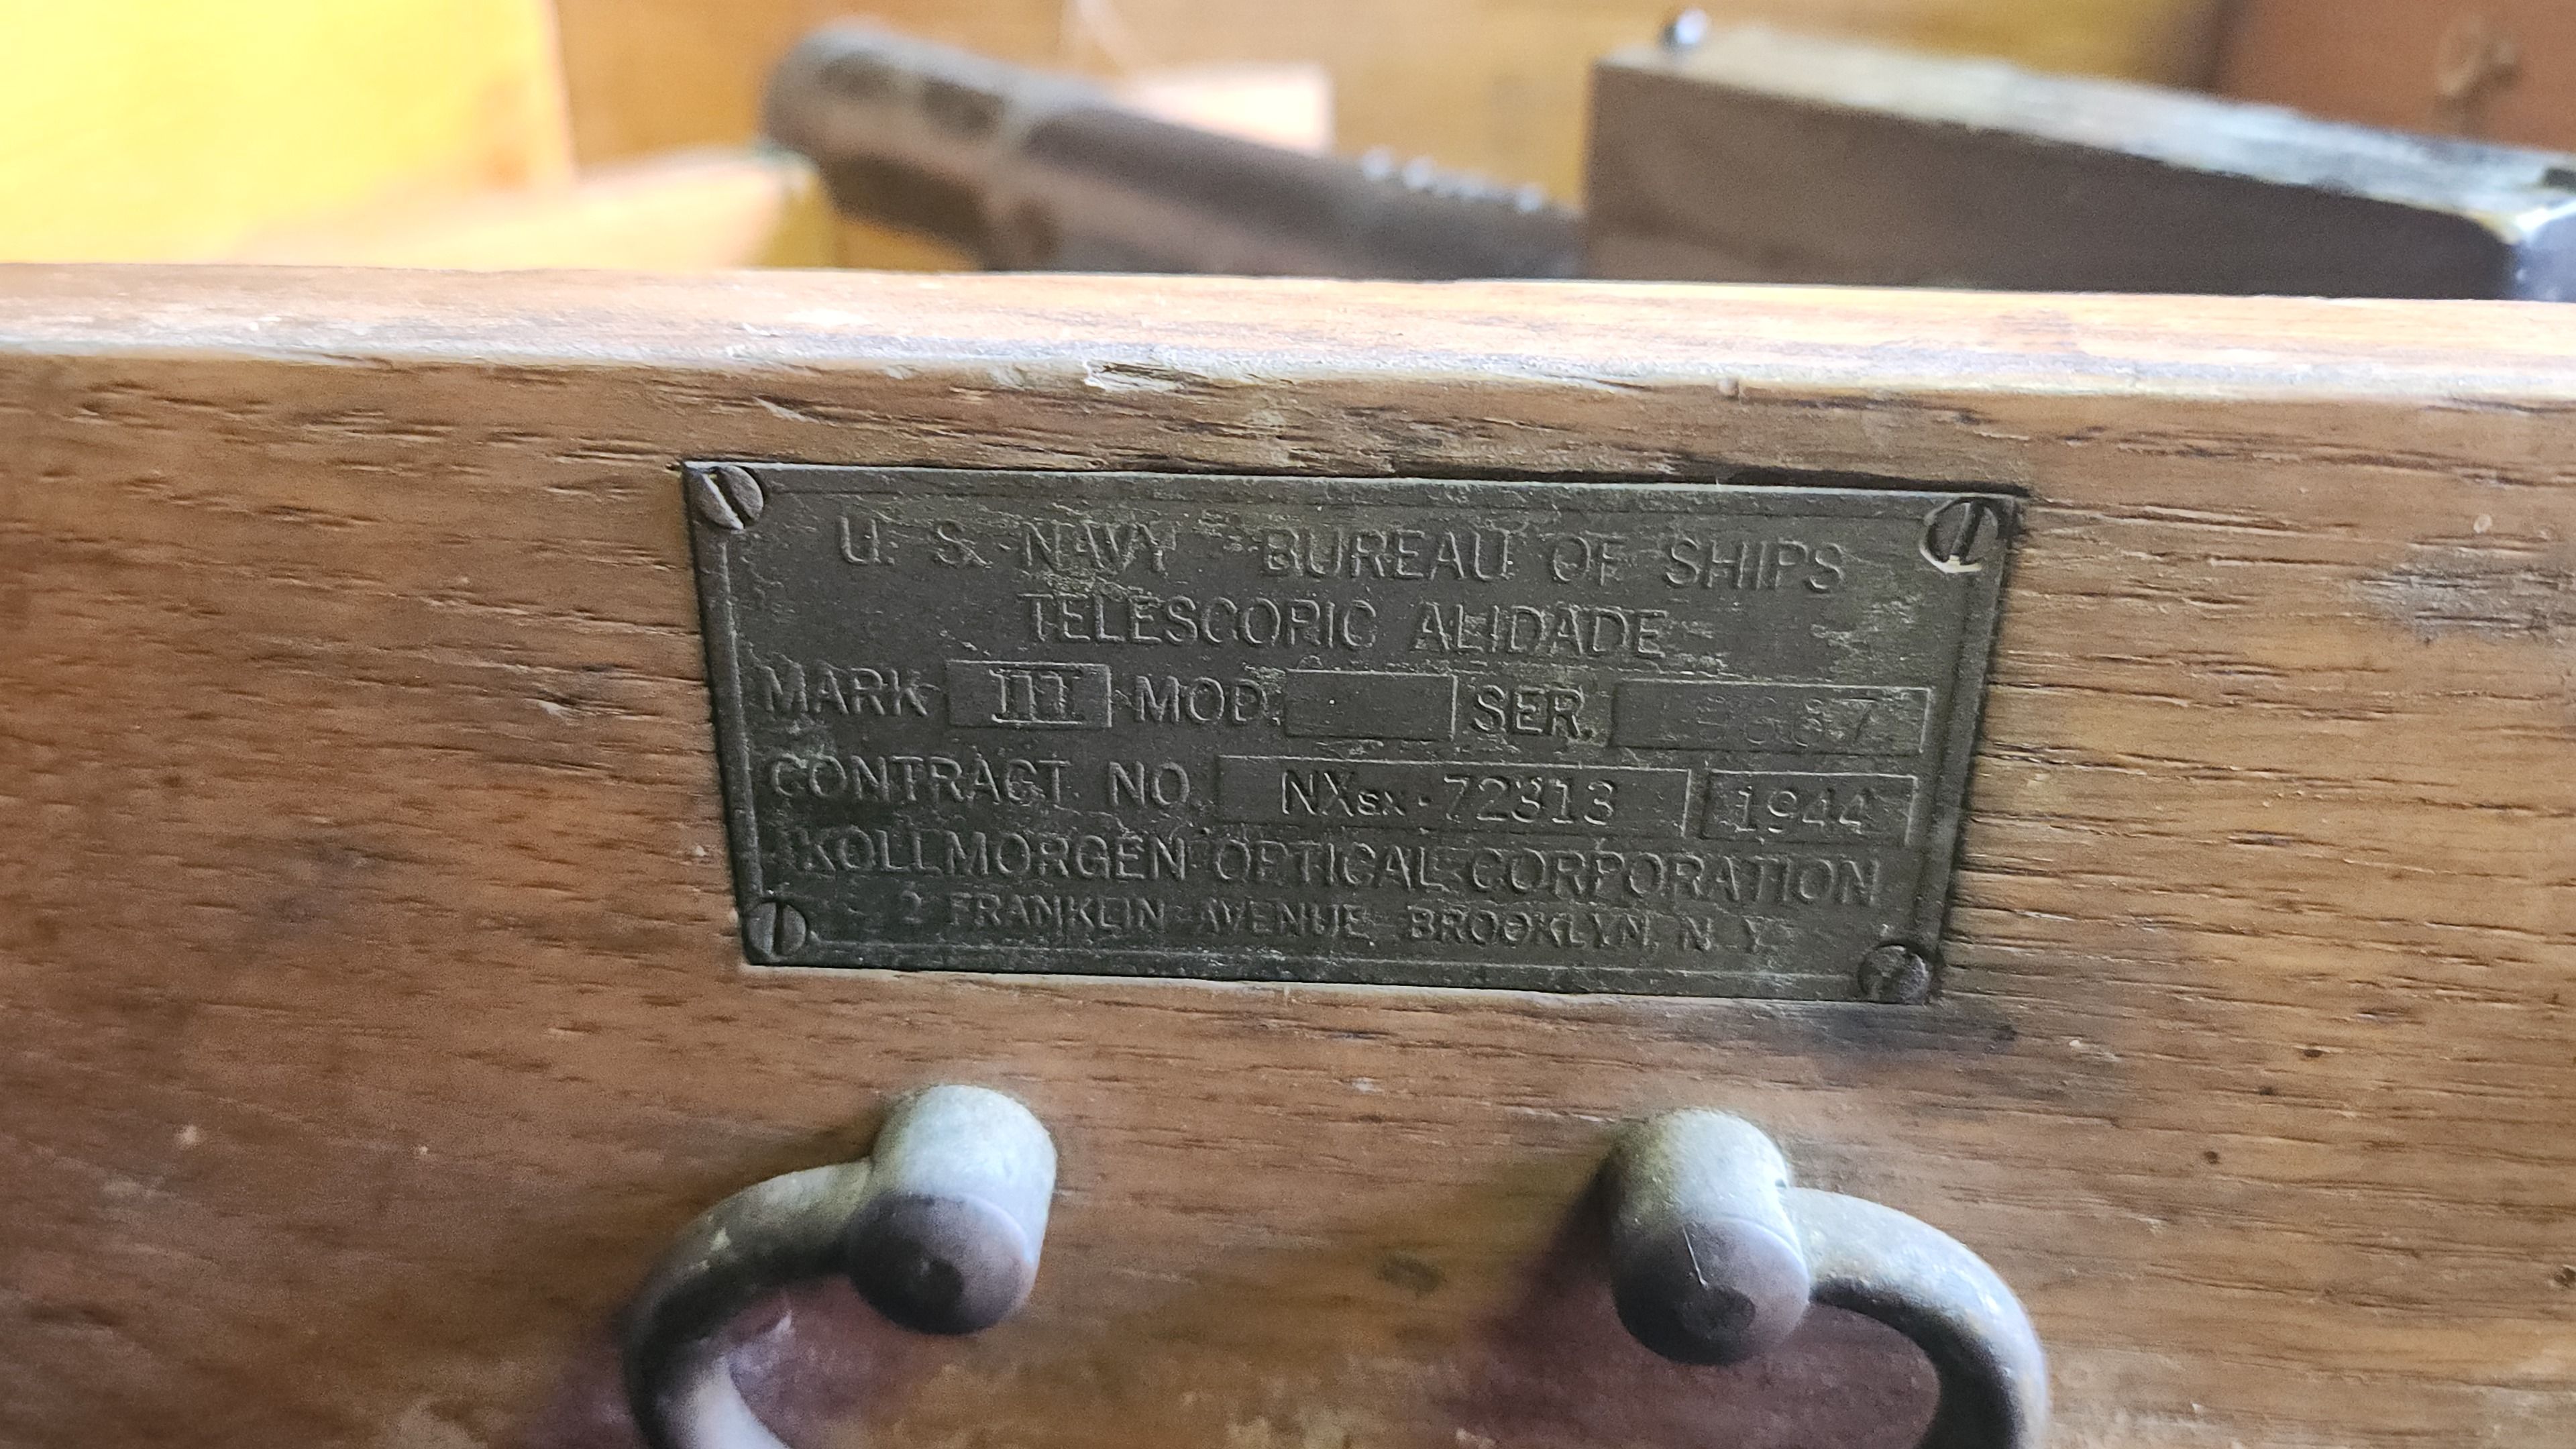 U. S. NAVY - BUREAU OF SHIPS
TELESCOPIC ALIDADE
MARK III MOD. SER.
CONTRACT NO. NXsx-72313 1944
KOLLMORGEN OPTICAL CORPORATION
2 FRANKLIN AVENUE BROOKLYN, N. Y.